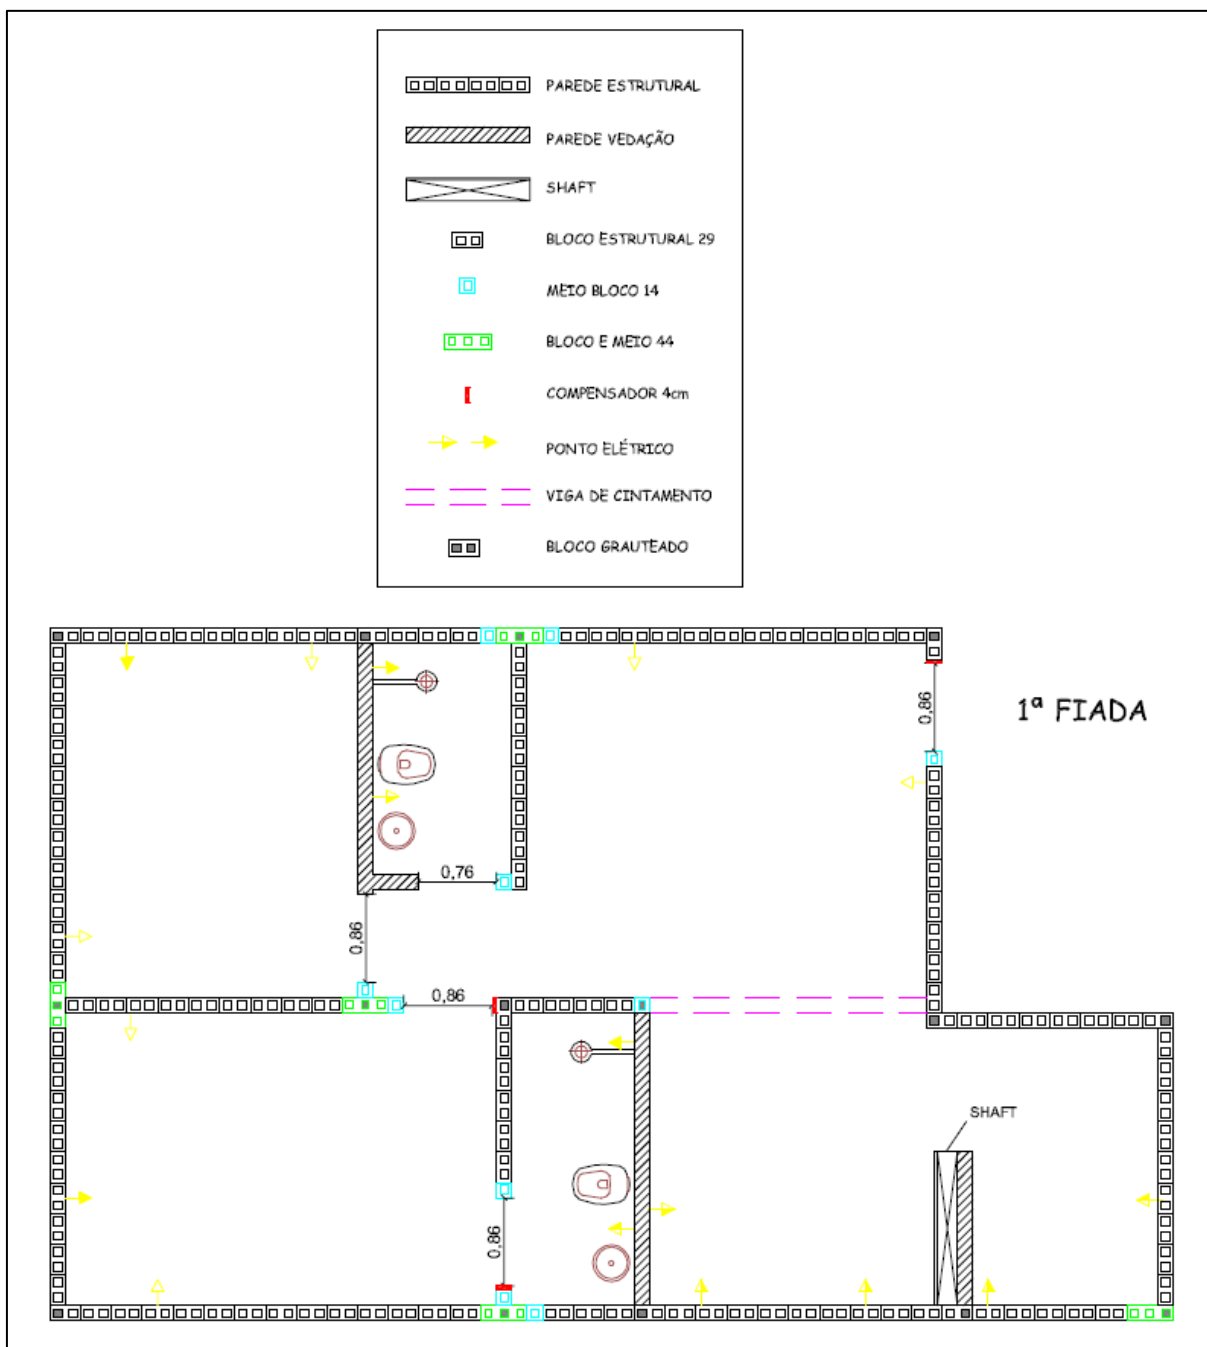 PAREDE ESTRUTURAL
PAREDE VEDAÇÃO
SHAFT
BLOCO ESTRUTURAL 29
MEIO BLOCO 14
BLOCO E MEIO 44
COMPENSADOR 4cm
PONTO ELÉTRICO
VIGA DE CINTAMENTO
BLOCO GRAUTEADO
0,86
1ª FIADA
0,76
0,86
0,86
SHAFT
0,86